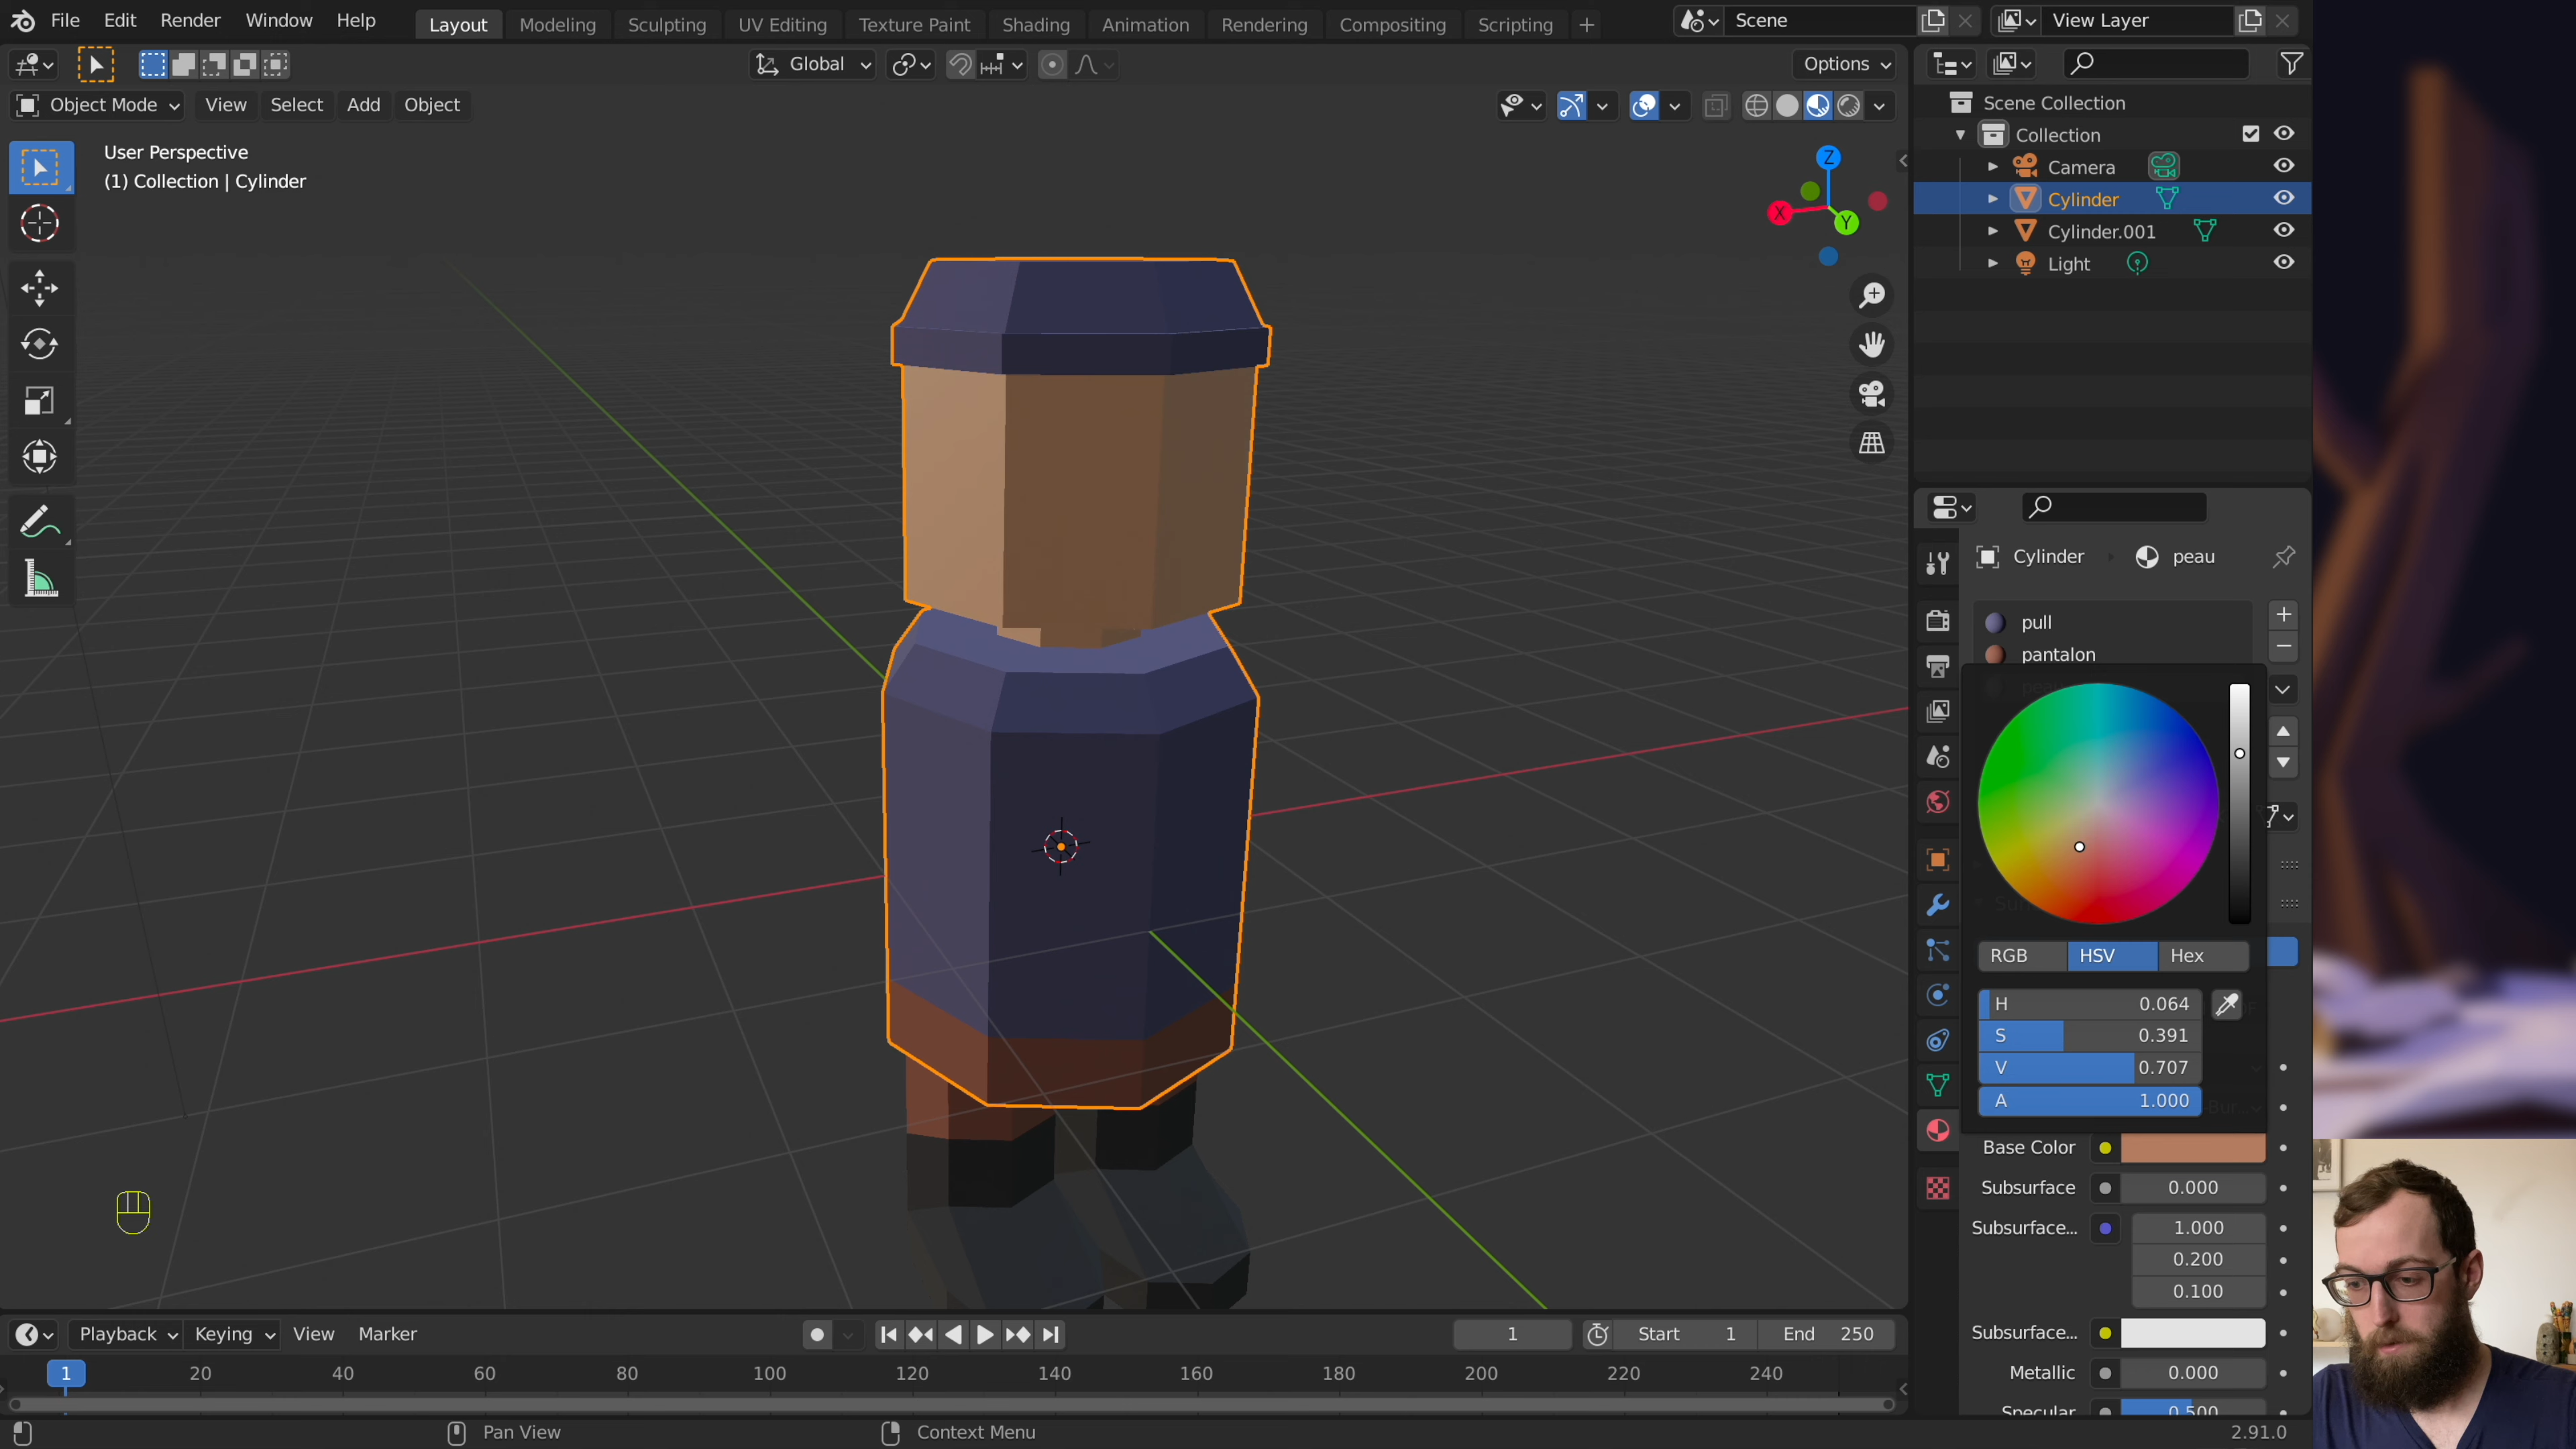 File Edit Render Window Help Layout Modeling Sculpting UV Editing Texture Paint Shading Animation Rendering Compositing Scripting + Scene View Layer
Global Options
Object Mode View Select Add Object
User Perspective
(1) Collection | Cylinder
Z
X
Y
Scene Collection
Collection
Camera
Cylinder
Cylinder.001
Light
Cylinder peau
pull
pantalon
RGB HSV Hex
H 0.064
S 0.391
V 0.707
A 1.000
Base Color
Subsurface 0.000
Subsurface... 1.000
0.200
0.100
Subsurface...
Metallic 0.000
Specular 0.500
Playback Keying View Marker 1 Start 1 End 250
1 20 40 60 80 100 120 140 160 180 200 220 240
Pan View Context Menu 2.91.0